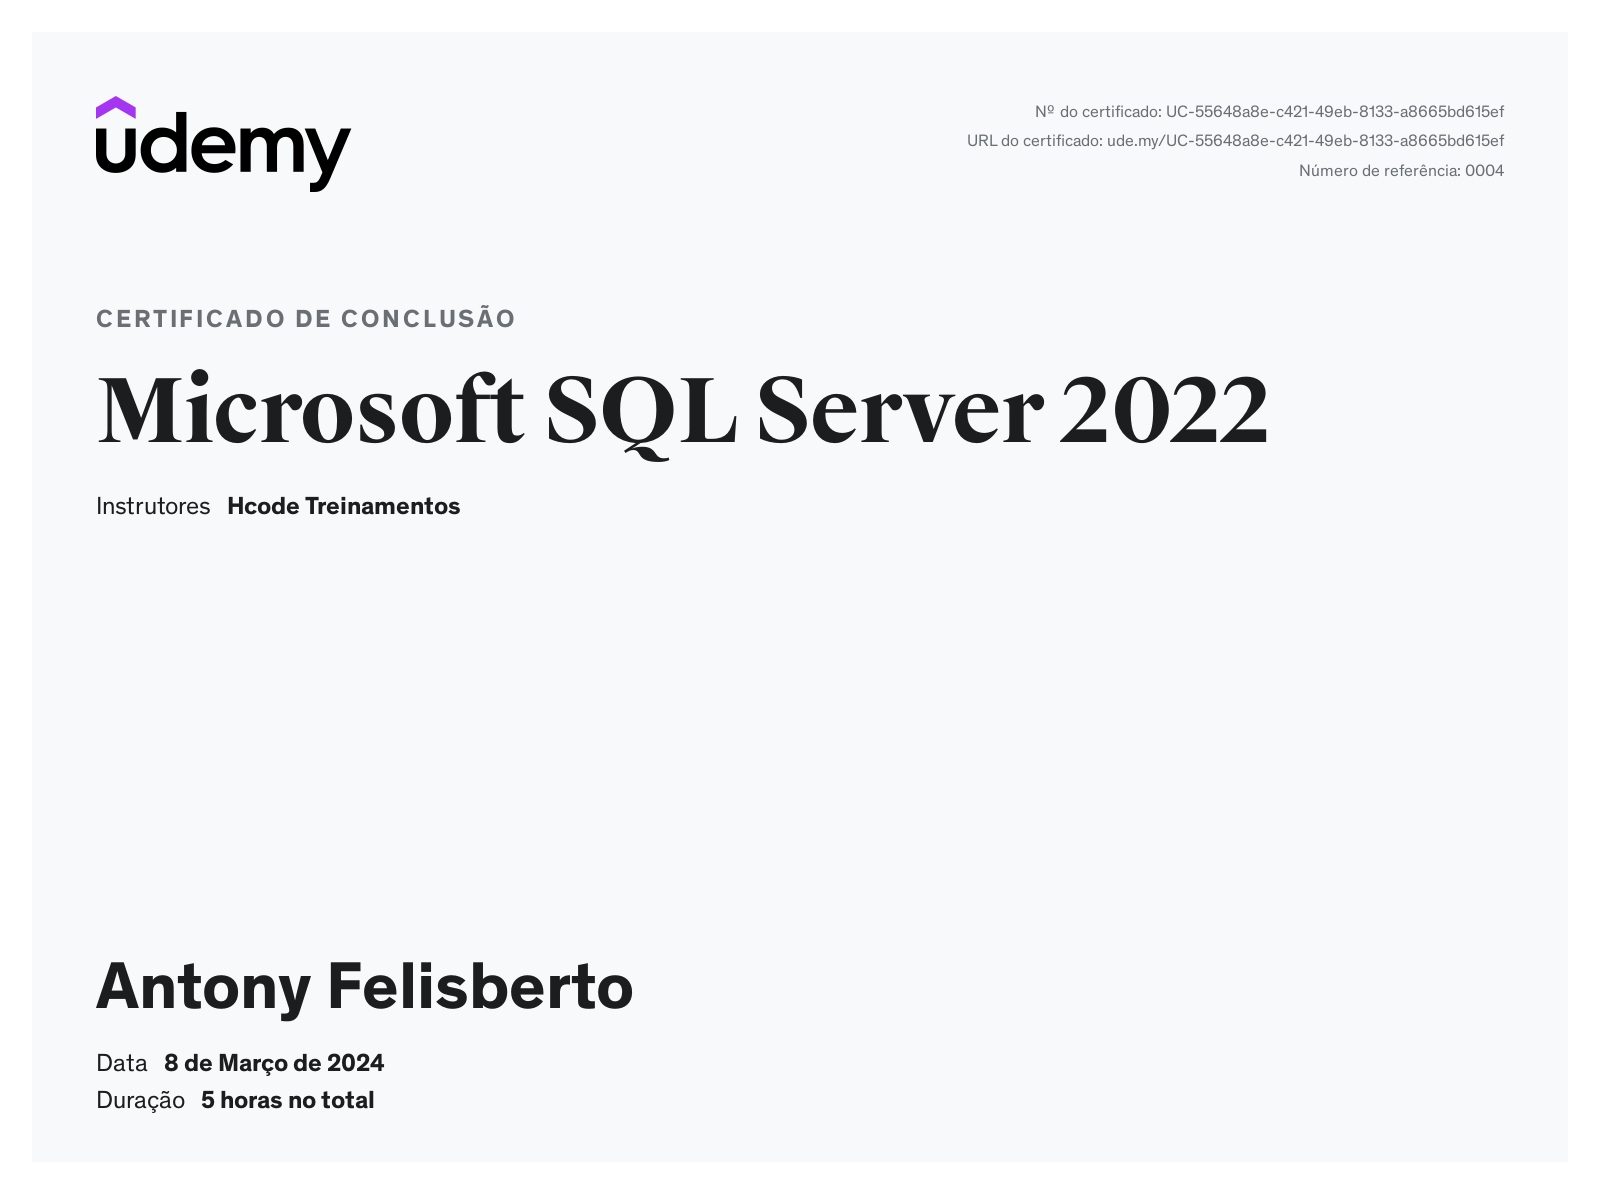 udemy
Nº do certificado: UC-55648a8e-c421-49eb-8133-a8665bd615ef
URL do certificado: ude.my/UC-55648a8e-c421-49eb-8133-a8665bd615ef
Número de referência: 0004
CERTIFICADO DE CONCLUSÃO
Microsoft SQL Server 2022
Instrutores Hcode Treinamentos
Antony Felisberto
Data 8 de Março de 2024
Duração 5 horas no total